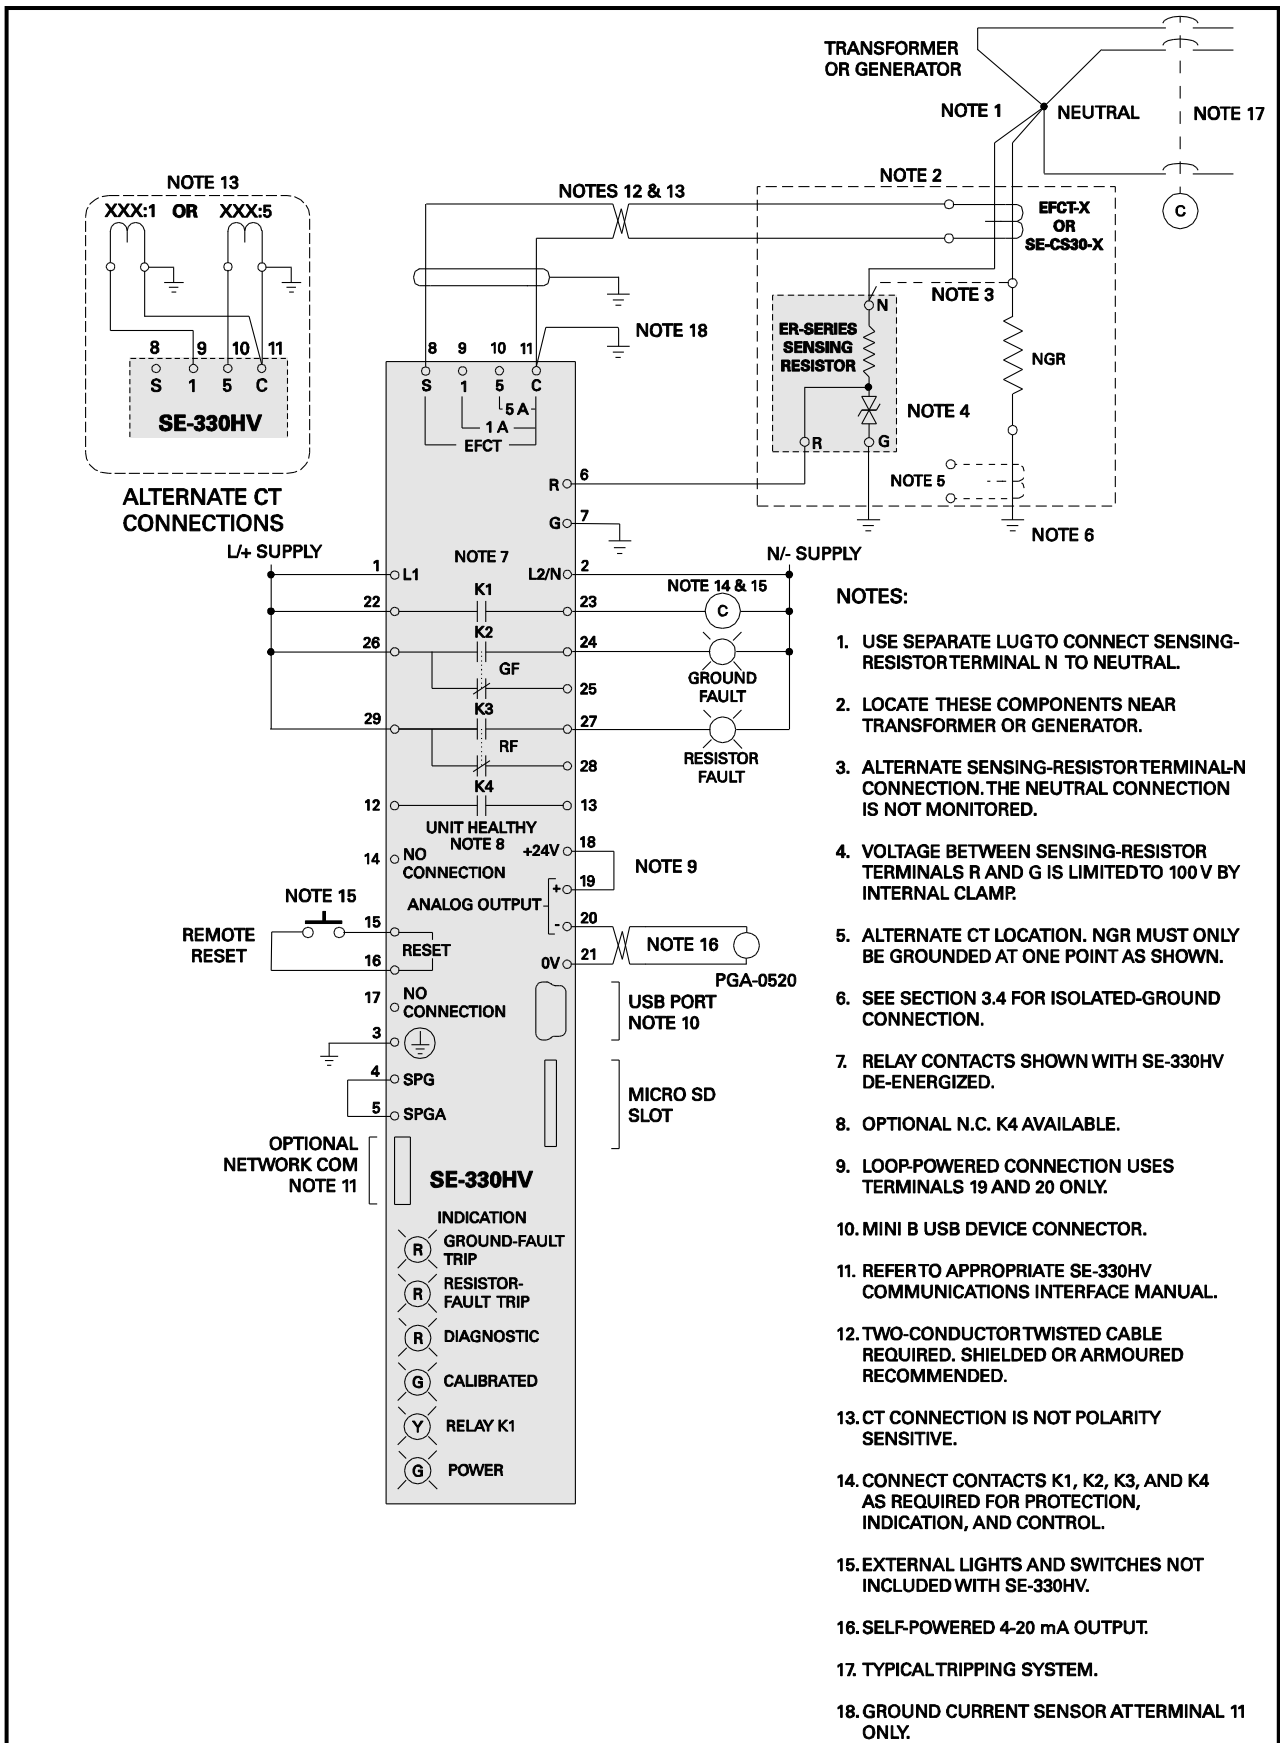 TRANSFORMER
OR GENERATOR
NOTE 1
NEUTRAL
NOTE 17
C
NOTE 2
NOTE 13
XXX:1 OR XXX:5
8 9 10 11
S 1 5 C
SE-330HV
ALTERNATE CT
CONNECTIONS
NOTES 12 & 13
EFCT-X
OR
SE-CS30-X
NOTE 3
N
ER-SERIES
SENSING
RESISTOR
NGR
NOTE 4
R
G
NOTE 5
NOTE 6
NOTE 18
8 9 10 11
S 1 5 C
5 A
1 A
EFCT
R 6
G 7
L/+ SUPPLY
NOTE 7
N/- SUPPLY
1 L1
L2/N 2
NOTE 14 & 15
22 K1 23
C
26 K2 24
GF
GROUND
FAULT
25
29 K3 27
RF
RESISTOR
FAULT
28
12 K4 13
UNIT HEALTHY
NOTE 8
+24V 18
14 NO
CONNECTION
NOTE 9
+ 19
ANALOG OUTPUT
- 20
NOTE 15
REMOTE
RESET
15
RESET
16
NOTE 16
0V 21
PGA-0520
17 NO
CONNECTION
USB PORT
NOTE 10
3
4 SPG
5 SPGA
MICRO SD
SLOT
OPTIONAL
NETWORK COM
NOTE 11
SE-330HV
INDICATION
R GROUND-FAULT
TRIP
R RESISTOR-
FAULT TRIP
R DIAGNOSTIC
G CALIBRATED
Y RELAY K1
G POWER
NOTES:
1. USE SEPARATE LUG TO CONNECT SENSING-
RESISTOR TERMINAL N TO NEUTRAL.
2. LOCATE THESE COMPONENTS NEAR
TRANSFORMER OR GENERATOR.
3. ALTERNATE SENSING-RESISTOR TERMINAL-N
CONNECTION. THE NEUTRAL CONNECTION
IS NOT MONITORED.
4. VOLTAGE BETWEEN SENSING-RESISTOR
TERMINALS R AND G IS LIMITED TO 100 V BY
INTERNAL CLAMP.
5. ALTERNATE CT LOCATION. NGR MUST ONLY
BE GROUNDED AT ONE POINT AS SHOWN.
6. SEE SECTION 3.4 FOR ISOLATED-GROUND
CONNECTION.
7. RELAY CONTACTS SHOWN WITH SE-330HV
DE-ENERGIZED.
8. OPTIONAL N.C. K4 AVAILABLE.
9. LOOP-POWERED CONNECTION USES
TERMINALS 19 AND 20 ONLY.
10. MINI B USB DEVICE CONNECTOR.
11. REFER TO APPROPRIATE SE-330HV
COMMUNICATIONS INTERFACE MANUAL.
12. TWO-CONDUCTOR TWISTED CABLE
REQUIRED. SHIELDED OR ARMOURED
RECOMMENDED.
13. CT CONNECTION IS NOT POLARITY
SENSITIVE.
14. CONNECT CONTACTS K1, K2, K3, AND K4
AS REQUIRED FOR PROTECTION,
INDICATION, AND CONTROL.
15. EXTERNAL LIGHTS AND SWITCHES NOT
INCLUDED WITH SE-330HV.
16. SELF-POWERED 4-20 mA OUTPUT.
17. TYPICAL TRIPPING SYSTEM.
18. GROUND CURRENT SENSOR AT TERMINAL 11
ONLY.